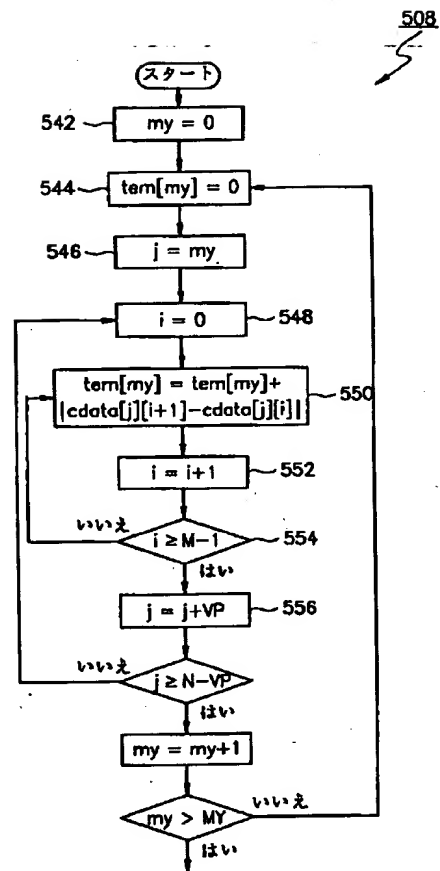 508
スタート
542
my = 0
544
tem[my] = 0
546
j = my
i = 0
548
tem[my] = tem[my]+
|cdata[j][i+1]-cdata[j][i]|
550
i = i+1
552
いいえ
i ≥ M-1
554
はい
j = j+VP
556
いいえ
j ≥ N-VP
はい
my = my+1
my > MY
いいえ
はい